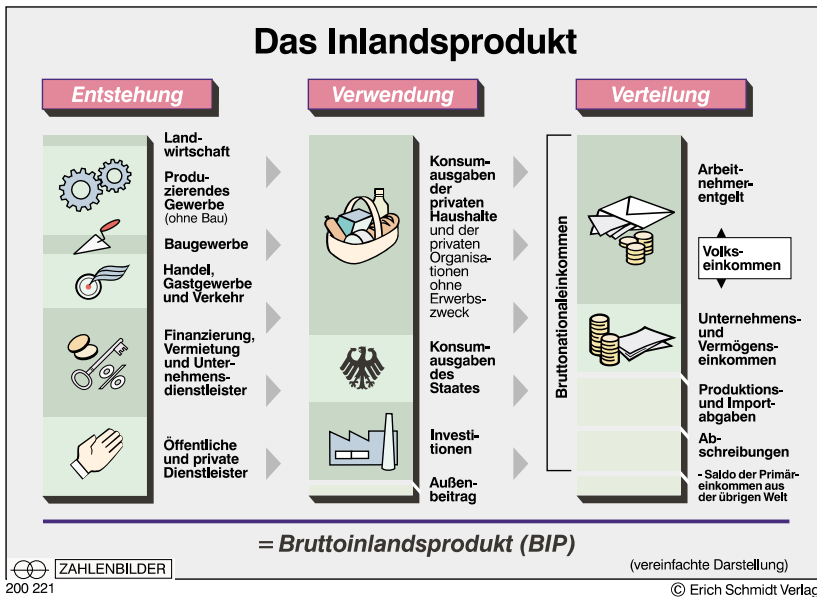 Das Inlandsprodukt
Entstehung
Land-
wirtschaft
Produ-
zierendes
Gewerbe
(ohne Bau)
Baugewerbe
Handel,
Gastgewerbe
und Verkehr
Finanzierung,
Vermietung
und Unter-
nehmens-
dienstleister
Öffentliche
und private
Dienstleister
Verwendung
Konsum-
ausgaben
der
privaten
Haushalte
und der
privaten
Organisa-
tionen
ohne
Erwerbs-
zweck
Konsum-
ausgaben
des
Staates
Investi-
tionen
Außen-
beitrag
Verteilung
Bruttonationaleinkommen
Arbeit-
nehmer-
entgelt
Volks-
einkommen
Unternehmens-
und
Vermögens-
einkommen
Produktions-
und Import-
abgaben
Ab-
schreibungen
- Saldo der Primär-
einkommen aus
der übrigen Welt
= Bruttoinlandsprodukt (BIP)
(vereinfachte Darstellung)
ZAHLENBILDER
200 221
© Erich Schmidt Verlag